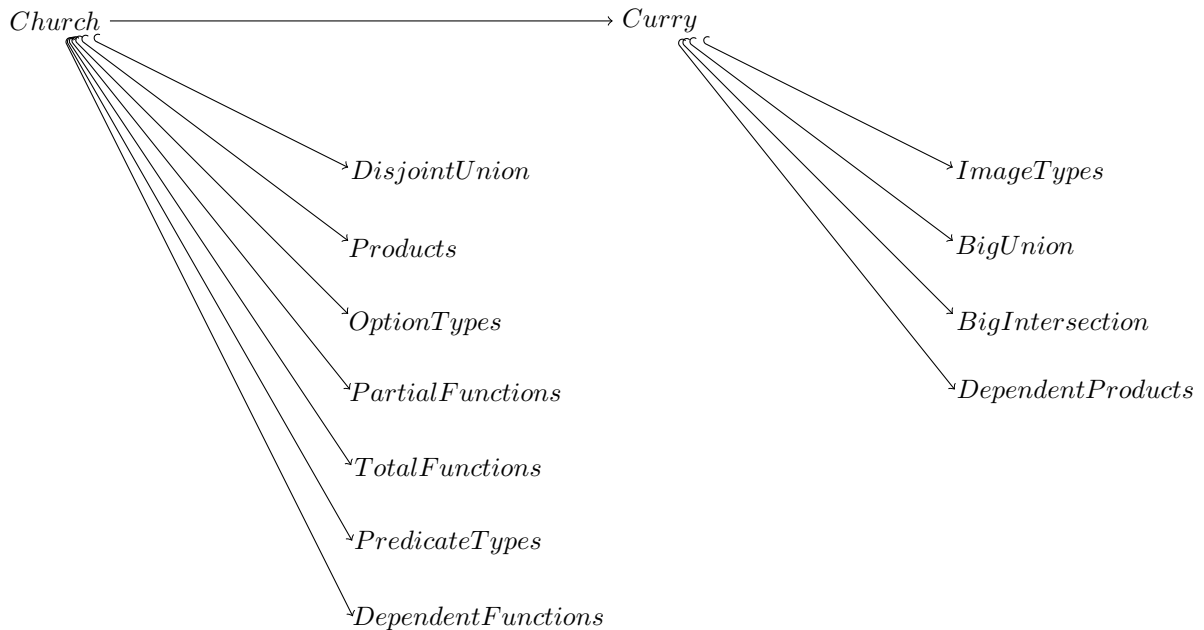 Church Curry
DisjointUnion ImageTypes
Products BigUnion
OptionTypes BigIntersection
PartialFunctions DependentProducts
TotalFunctions
PredicateTypes
DependentFunctions